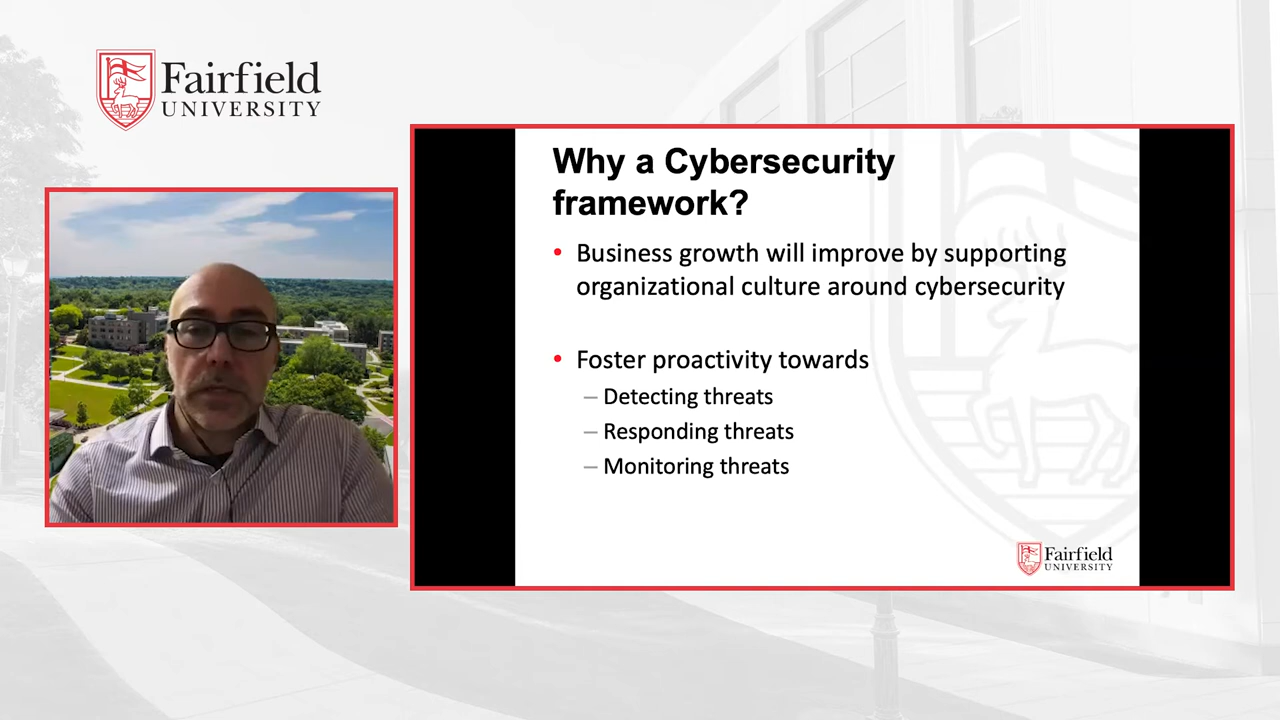 Fairfield
UNIVERSITY
Why a Cybersecurity
framework?
• Business growth will improve by supporting
organizational culture around cybersecurity
• Foster proactivity towards
– Detecting threats
– Responding threats
– Monitoring threats
Fairfield
UNIVERSITY